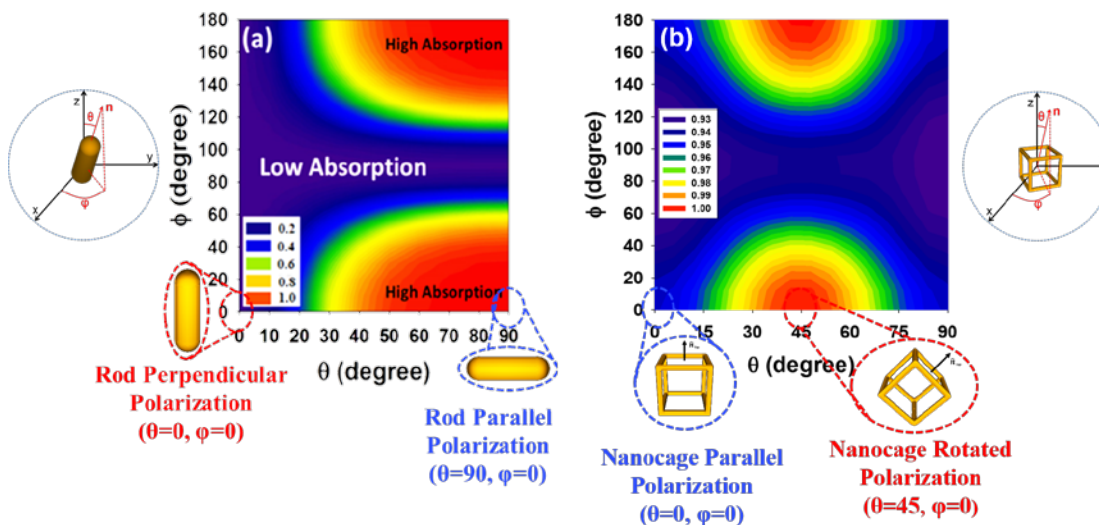 (a)
High Absorption
Low Absorption
High Absorption
180
160
140
120
100
80
60
40
20
0
ϕ (degree)
0.2
0.4
0.6
0.8
1.0
0 10 20 30 40 50 60 70 80 90
θ (degree)
z
n
θ
y
x
φ
Rod Perpendicular
Polarization
(θ=0, φ=0)
Rod Parallel
Polarization
(θ=90, φ=0)
(b)
180
160
140
120
100
80
60
40
20
0
ϕ (degree)
0.93
0.94
0.95
0.96
0.97
0.98
0.99
1.00
0 15 30 45 60 75 90
θ (degree)
z
n
θ
x
φ
Nanocage Parallel
Polarization
(θ=0, φ=0)
Nanocage Rotated
Polarization
(θ=45, φ=0)